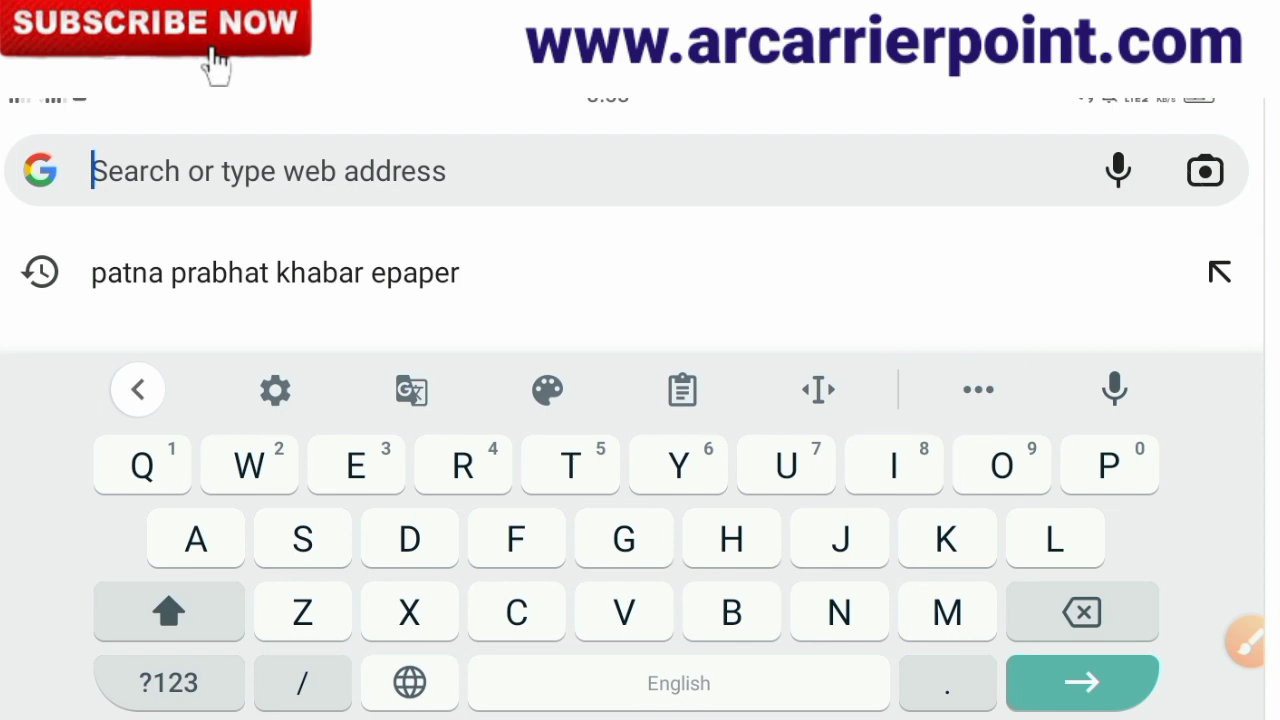 SUBSCRIBE NOW
www.arcarrierpoint.com
Search or type web address
patna prabhat khabar epaper
Q 1 W 2 E 3 R 4 T 5 Y 6 U 7 I 8 O 9 P 0
A S D F G H J K L
Z X C V B N M
?123 / English .